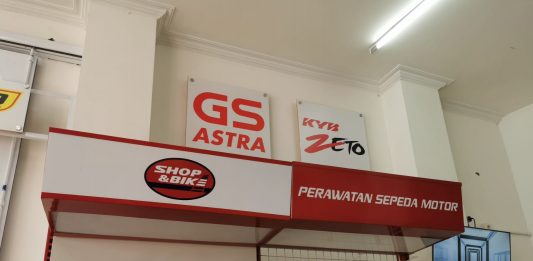 GS
ASTRA
KYB
ZETO
SHOP
&BIKE
PERAWATAN SEPEDA MOTOR